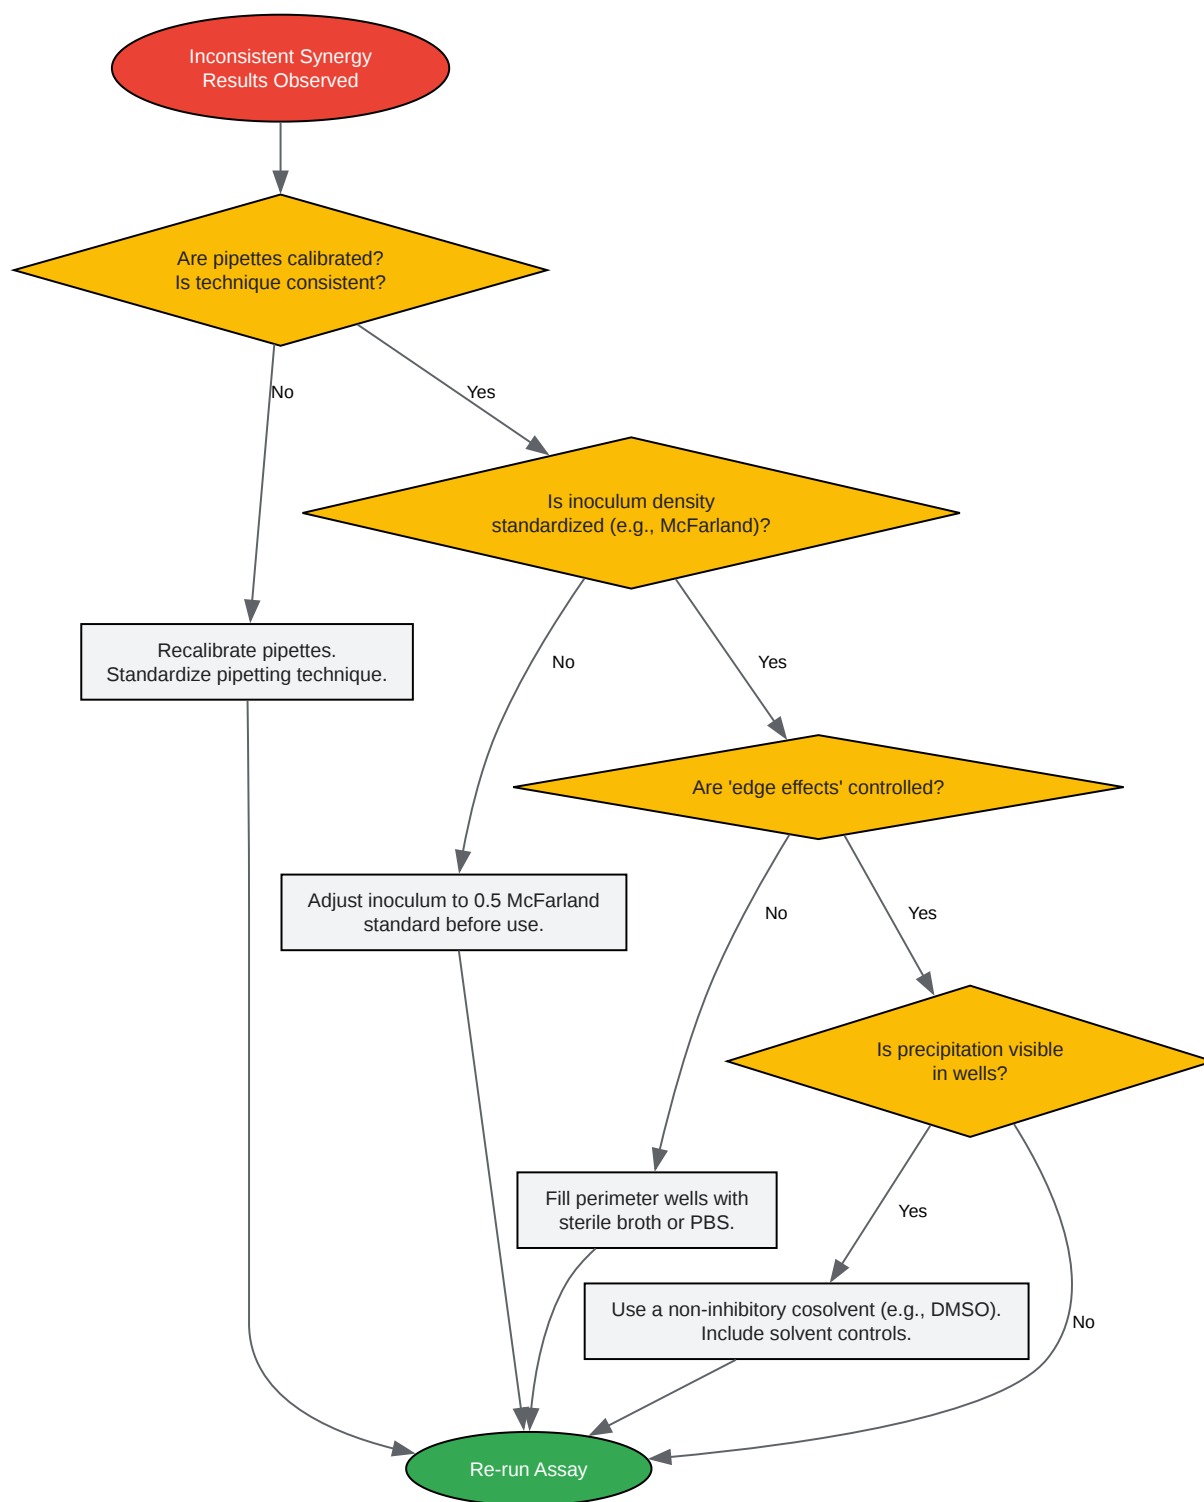 Inconsistent Synergy
Results Observed
Are pipettes calibrated?
Is technique consistent?
No
Yes
Is inoculum density
standardized (e.g., McFarland)?
Recalibrate pipettes.
Standardize pipetting technique.
No
Yes
Are 'edge effects' controlled?
Adjust inoculum to 0.5 McFarland
standard before use.
No
Yes
Is precipitation visible
in wells?
Fill perimeter wells with
sterile broth or PBS.
Yes
Use a non-inhibitory cosolvent (e.g., DMSO).
Include solvent controls.
No
Re-run Assay